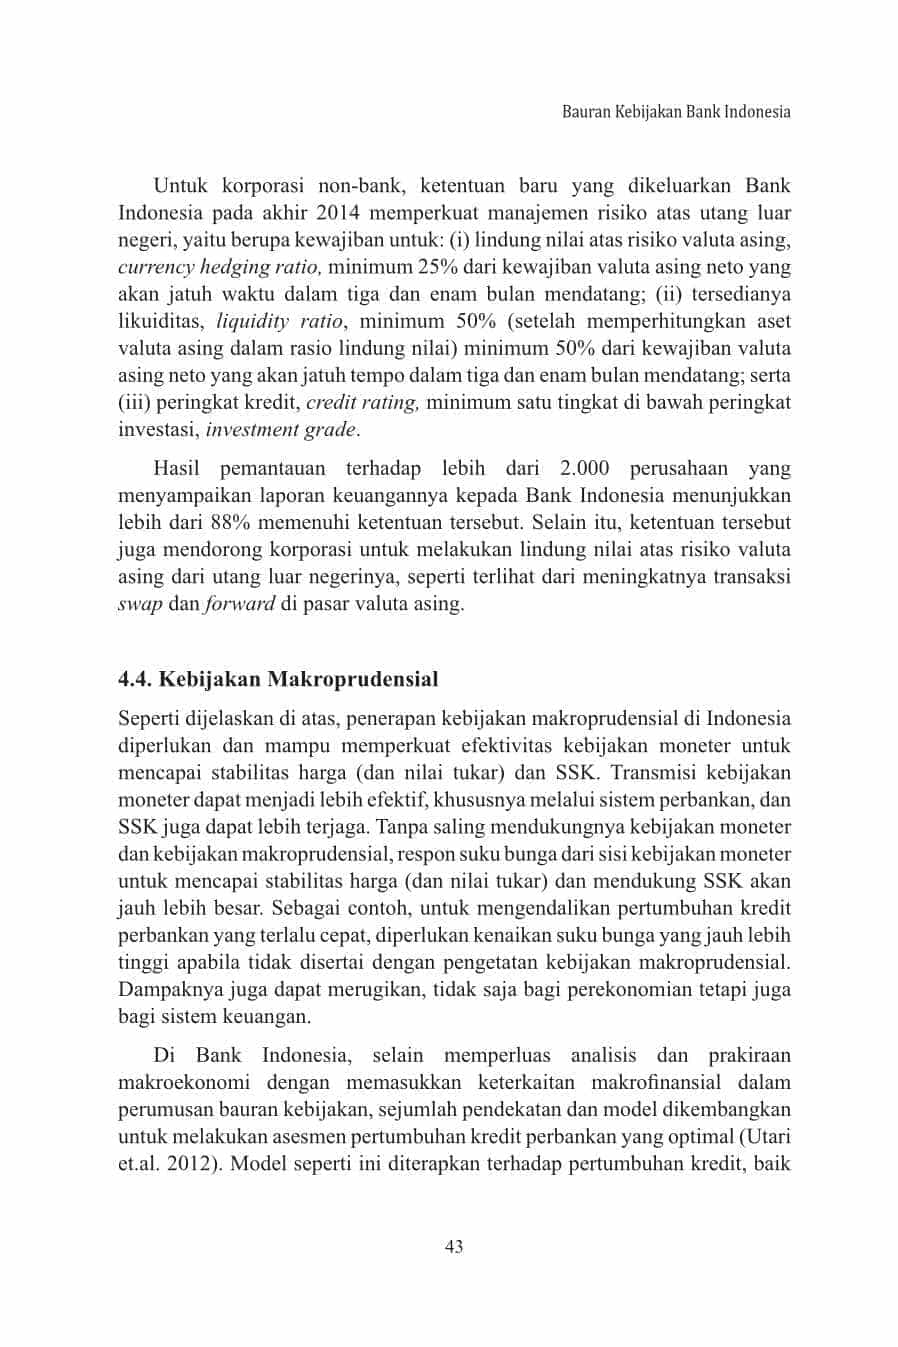 Bauran Kebijakan Bank Indonesia
Untuk korporasi non-bank, ketentuan baru yang dikeluarkan Bank
Indonesia pada akhir 2014 memperkuat manajemen risiko atas utang luar
negeri, yaitu berupa kewajiban untuk: (i) lindung nilai atas risiko valuta asing,
currency hedging ratio, minimum 25% dari kewajiban valuta asing neto yang
akan jatuh waktu dalam tiga dan enam bulan mendatang; (ii) tersedianya
likuiditas, liquidity ratio, minimum 50% (setelah memperhitungkan aset
valuta asing dalam rasio lindung nilai) minimum 50% dari kewajiban valuta
asing neto yang akan jatuh tempo dalam tiga dan enam bulan mendatang; serta
(iii) peringkat kredit, credit rating, minimum satu tingkat di bawah peringkat
investasi, investment grade.
Hasil pemantauan terhadap lebih dari 2.000 perusahaan yang
menyampaikan laporan keuangannya kepada Bank Indonesia menunjukkan
lebih dari 88% memenuhi ketentuan tersebut. Selain itu, ketentuan tersebut
juga mendorong korporasi untuk melakukan lindung nilai atas risiko valuta
asing dari utang luar negerinya, seperti terlihat dari meningkatnya transaksi
swap dan forward di pasar valuta asing.
4.4. Kebijakan Makroprudensial
Seperti dijelaskan di atas, penerapan kebijakan makroprudensial di Indonesia
diperlukan dan mampu memperkuat efektivitas kebijakan moneter untuk
mencapai stabilitas harga (dan nilai tukar) dan SSK. Transmisi kebijakan
moneter dapat menjadi lebih efektif, khususnya melalui sistem perbankan, dan
SSK juga dapat lebih terjaga. Tanpa saling mendukungnya kebijakan moneter
dan kebijakan makroprudensial, respon suku bunga dari sisi kebijakan moneter
untuk mencapai stabilitas harga (dan nilai tukar) dan mendukung SSK akan
jauh lebih besar. Sebagai contoh, untuk mengendalikan pertumbuhan kredit
perbankan yang terlalu cepat, diperlukan kenaikan suku bunga yang jauh lebih
tinggi apabila tidak disertai dengan pengetatan kebijakan makroprudensial.
Dampaknya juga dapat merugikan, tidak saja bagi perekonomian tetapi juga
bagi sistem keuangan.
Di Bank Indonesia, selain memperluas analisis dan prakiraan
makroekonomi dengan memasukkan keterkaitan makrofinansial dalam
perumusan bauran kebijakan, sejumlah pendekatan dan model dikembangkan
untuk melakukan asesmen pertumbuhan kredit perbankan yang optimal (Utari
et.al. 2012). Model seperti ini diterapkan terhadap pertumbuhan kredit, baik
43